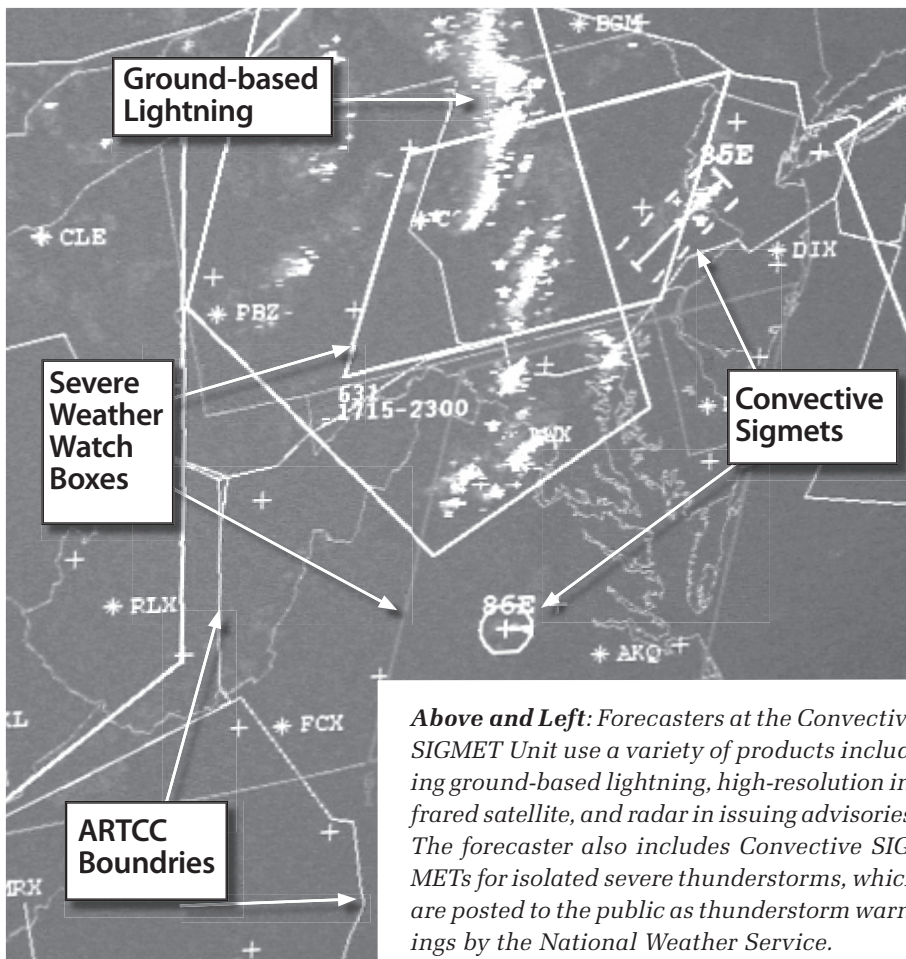 BGM
Ground-based
Lightning
85E
CLE
DIX
PBZ
Severe
Weather
Watch
Boxes
631
1715-2300
Convective
Sigmets
RLX
86E
AKQ
FCX
ARTCC
Boundries
MRX
Above and Left: Forecasters at the Convectiv
SIGMET Unit use a variety of products includ
ing ground-based lightning, high-resolution in
frared satellite, and radar in issuing advisories
The forecaster also includes Convective SIG
METs for isolated severe thunderstorms, which
are posted to the public as thunderstorm warn
ings by the National Weather Service.